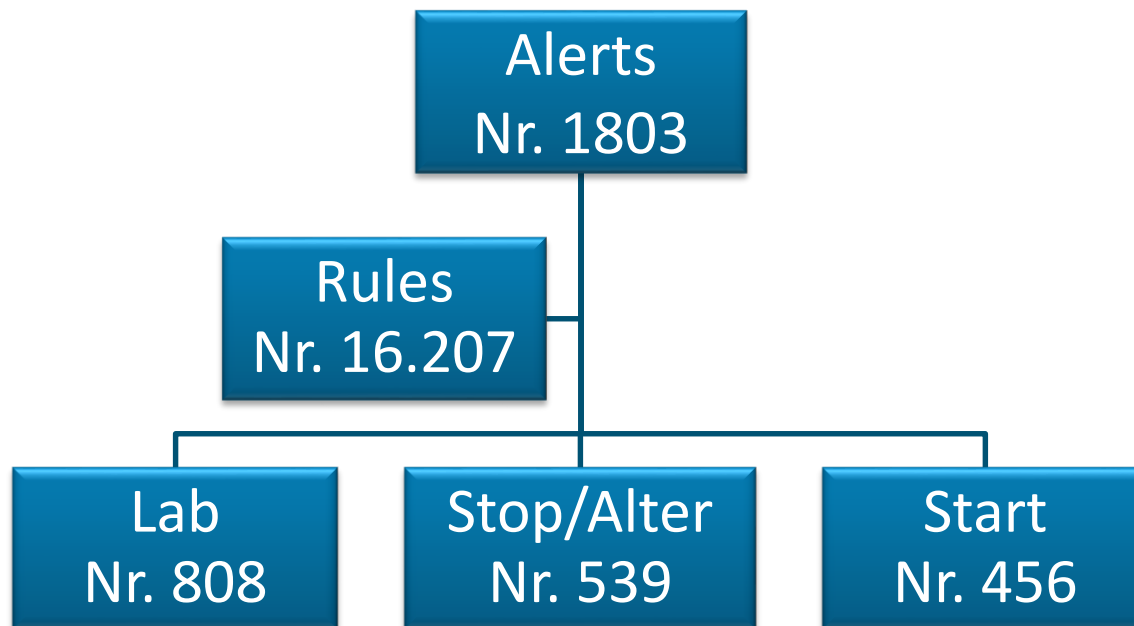 Alerts
Nr. 1803
Rules
Nr. 16.207
Lab
Nr. 808
Stop/Alter
Nr. 539
Start
Nr. 456